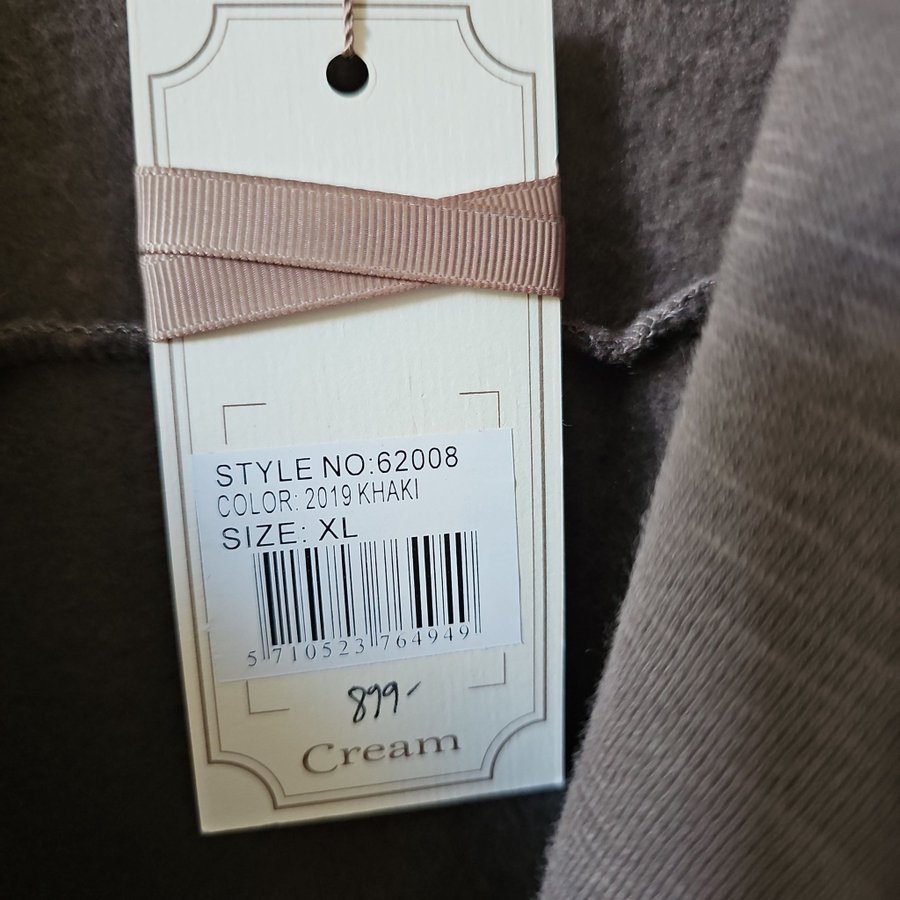 STYLE NO:62008
COLOR: 2019 KHAKI
SIZE: XL
5 710523 764949
899-
Cream